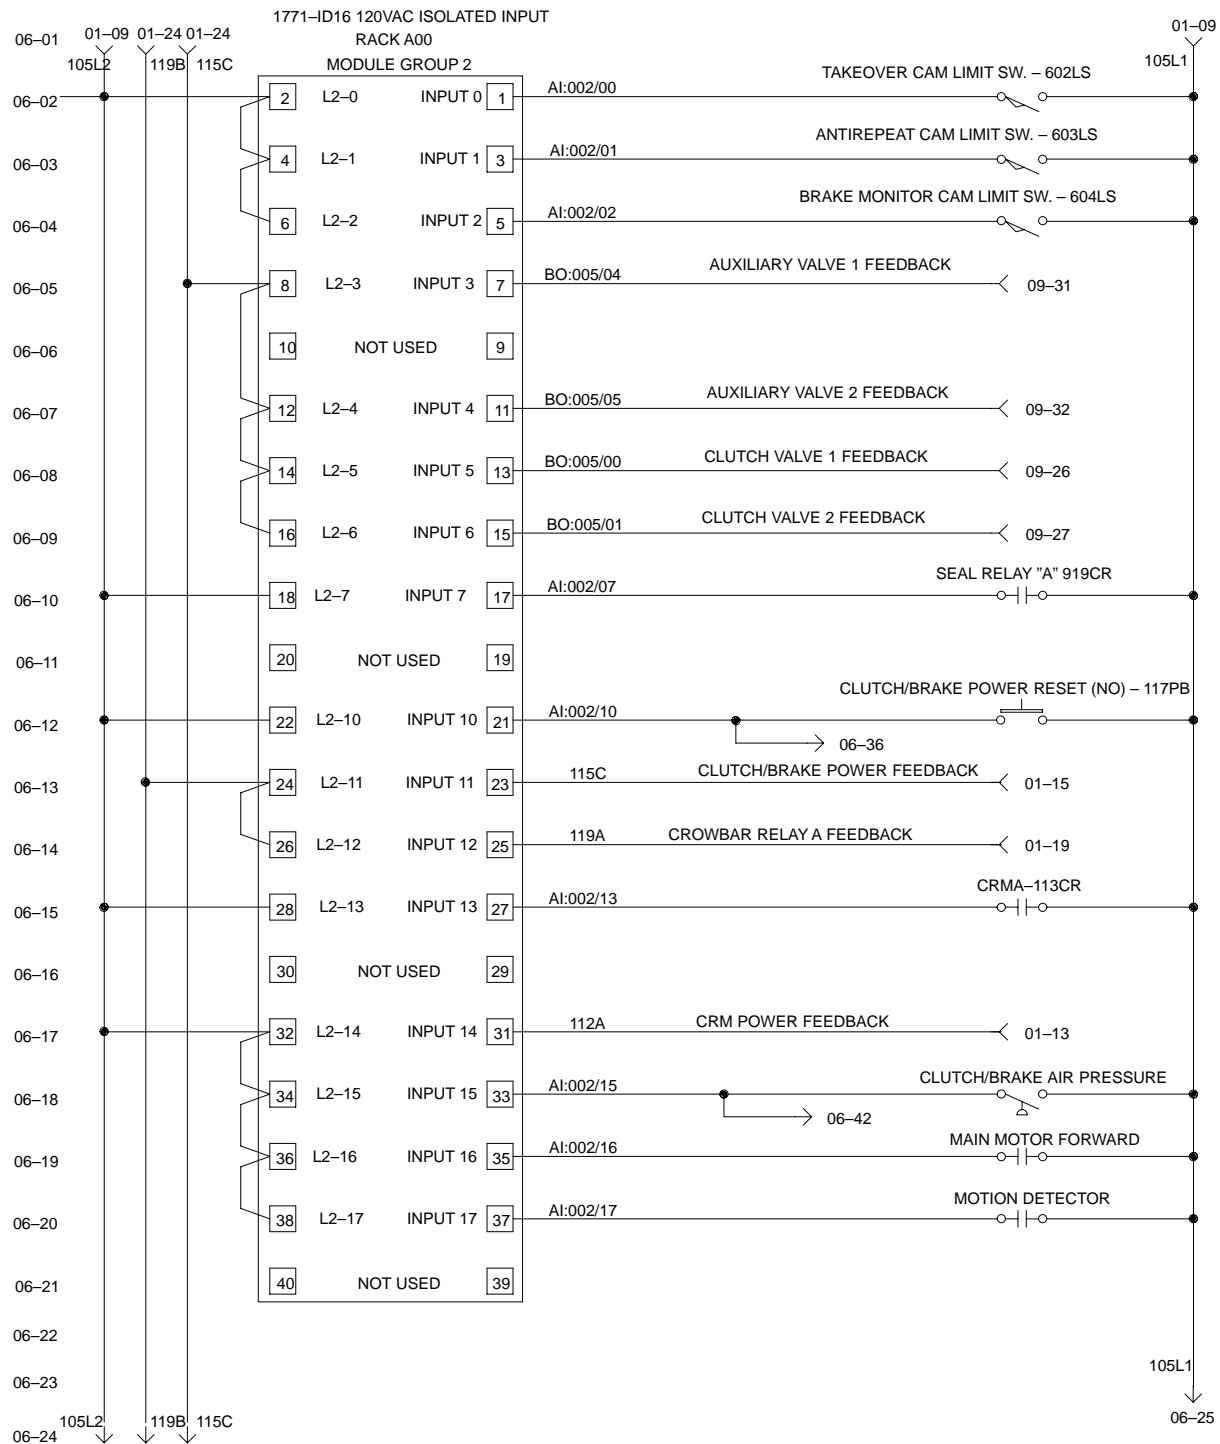 1771–ID16 120VAC ISOLATED INPUT
06–01 01–09 01–24 01–24 RACK A00 01–09
105L2 119B 115C MODULE GROUP 2 105L1
TAKEOVER CAM LIMIT SW. – 602LS
06–02 2 L2–0 INPUT 0 1 AI:002/00
ANTIREPEAT CAM LIMIT SW. – 603LS
06–03 4 L2–1 INPUT 1 3 AI:002/01
BRAKE MONITOR CAM LIMIT SW. – 604LS
06–04 6 L2–2 INPUT 2 5 AI:002/02
AUXILIARY VALVE 1 FEEDBACK
06–05 8 L2–3 INPUT 3 7 BO:005/04 09–31
06–06 10 NOT USED 9
AUXILIARY VALVE 2 FEEDBACK
06–07 12 L2–4 INPUT 4 11 BO:005/05 09–32
CLUTCH VALVE 1 FEEDBACK
06–08 14 L2–5 INPUT 5 13 BO:005/00 09–26
CLUTCH VALVE 2 FEEDBACK
06–09 16 L2–6 INPUT 6 15 BO:005/01 09–27
SEAL RELAY ”A” 919CR
06–10 18 L2–7 INPUT 7 17 AI:002/07
06–11 20 NOT USED 19
CLUTCH/BRAKE POWER RESET (NO) – 117PB
06–12 22 L2–10 INPUT 10 21 AI:002/10
06–36
06–13 24 L2–11 INPUT 11 23 115C CLUTCH/BRAKE POWER FEEDBACK 01–15
06–14 26 L2–12 INPUT 12 25 119A CROWBAR RELAY A FEEDBACK 01–19
CRMA–113CR
06–15 28 L2–13 INPUT 13 27 AI:002/13
06–16 30 NOT USED 29
06–17 32 L2–14 INPUT 14 31 112A CRM POWER FEEDBACK 01–13
CLUTCH/BRAKE AIR PRESSURE
06–18 34 L2–15 INPUT 15 33 AI:002/15
06–42
MAIN MOTOR FORWARD
06–19 36 L2–16 INPUT 16 35 AI:002/16
MOTION DETECTOR
06–20 38 L2–17 INPUT 17 37 AI:002/17
06–21 40 NOT USED 39
06–22
105L1
06–23
06–25
105L2 119B 115C
06–24